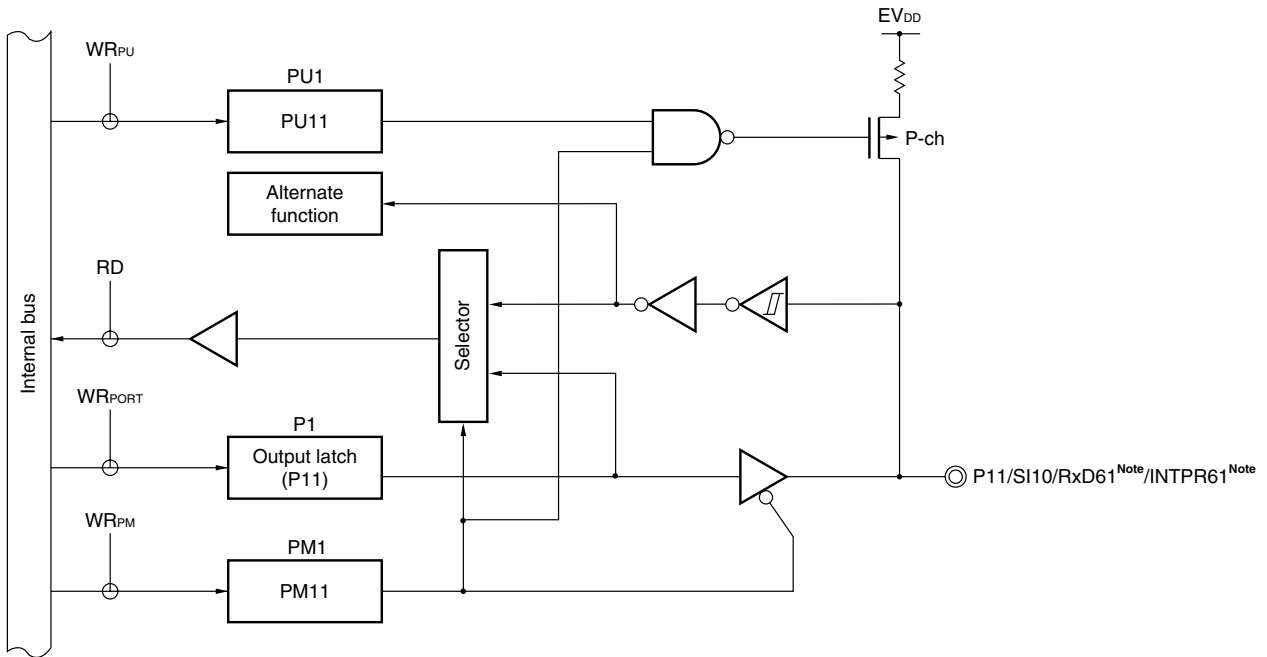 EVDD
WRPU
PU1
PU11
P-ch
Alternate
function
RD
Internal bus
Selector
WRPORT
P1
Output latch
(P11)
P11/SI10/RxD61Note/INTPR61Note
WRPM
PM1
PM11